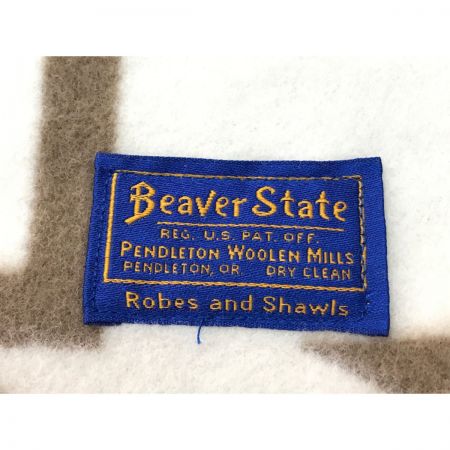 Beaver State
REG. U.S. PAT. OFF.
PENDLETON WOOLEN MILLS
PENDLETON, OR. DRY CLEAN
Robes and Shawls